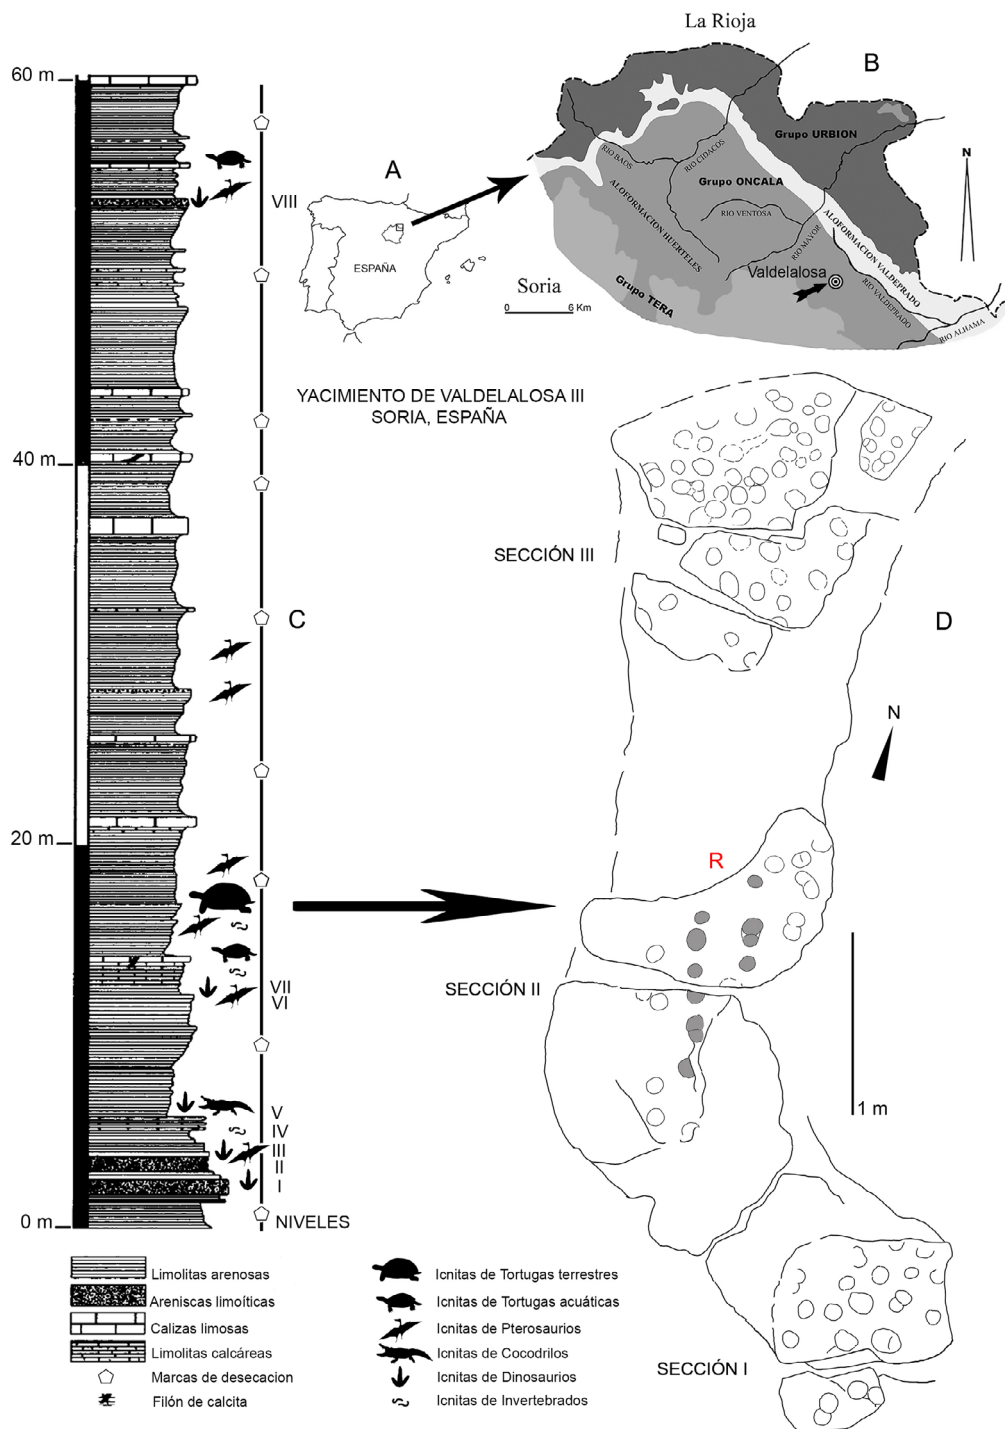 60 m
40 m
20 m
0 m
VIII
VII
VI
V
IV
III
II
I
NIVELES
C
A
ESPAÑA
La Rioja
B
Grupo URBION
RIO BAOS
RIO CIDACOS
Grupo ONCALA
ALOFORMACION HUERTELES
RIO VENTOSA
RIO MAYOR
ALOFORMACION VALDEPRADO
Valdelalosa
RIO VALDEPRADO
RIO ALHAMA
Grupo TERA
Soria
0 6 Km
N
YACIMIENTO DE VALDELALOSA III
SORIA, ESPAÑA
SECCIÓN III
D
N
R
SECCIÓN II
1 m
SECCIÓN I
Limolitas arenosas
Areniscas limoíticas
Calizas limosas
Limolitas calcáreas
Marcas de desecacion
Filón de calcita
Icnitas de Tortugas terrestres
Icnitas de Tortugas acuáticas
Icnitas de Pterosaurios
Icnitas de Cocodrilos
Icnitas de Dinosaurios
Icnitas de Invertebrados